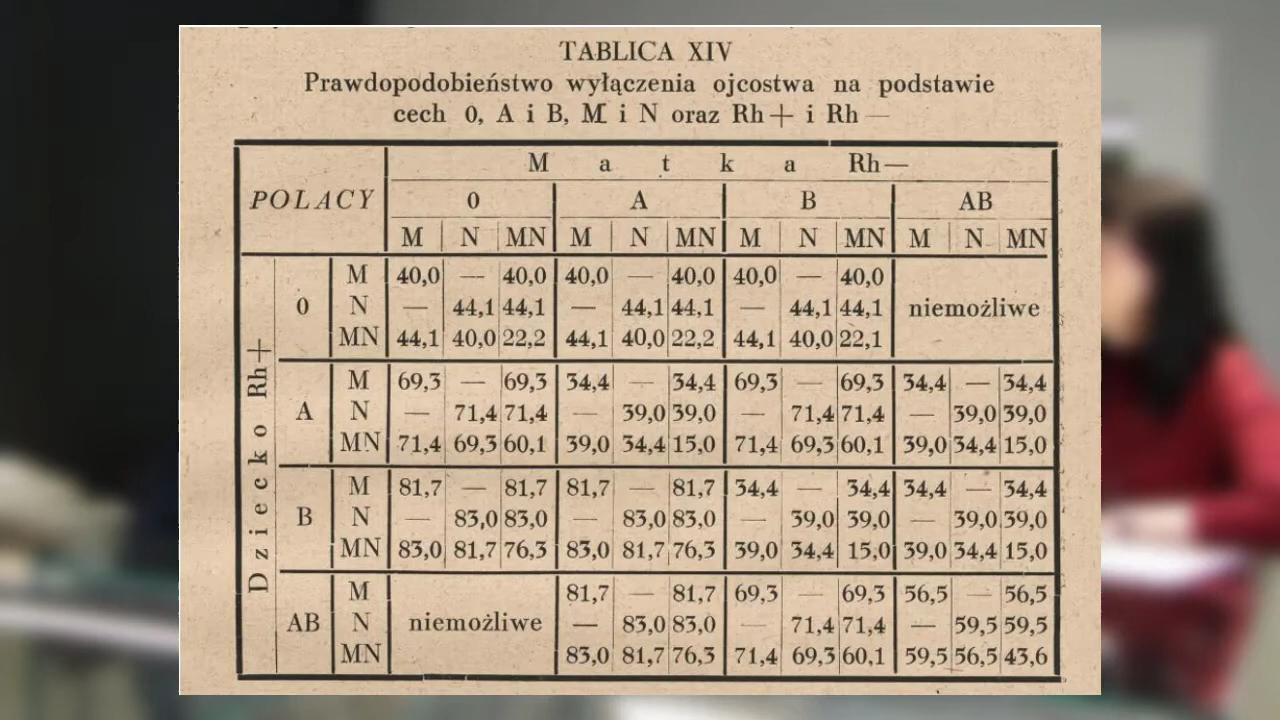 TABLICA XIV
Prawdopodobieństwo wyłączenia ojcostwa na podstawie
cech 0, A i B, M i N oraz Rh+ i Rh—
POLACY
Matka Rh—
0 A B AB
M N MN M N MN M N MN M N MN
Dziecko Rh+
0
M 40,0 — 40,0 40,0 — 40,0 40,0 — 40,0
N — 44,1 44,1 — 44,1 44,1 — 44,1 44,1 niemożliwe
MN 44,1 40,0 22,2 44,1 40,0 22,2 44,1 40,0 22,1
A
M 69,3 — 69,3 34,4 — 34,4 69,3 — 69,3 34,4 — 34,4
N — 71,4 71,4 — 39,0 39,0 — 71,4 71,4 — 39,0 39,0
MN 71,4 69,3 60,1 39,0 34,4 15,0 71,4 69,3 60,1 39,0 34,4 15,0
B
M 81,7 — 81,7 81,7 — 81,7 34,4 — 34,4 34,4 — 34,4
N — 83,0 83,0 — 83,0 83,0 — 39,0 39,0 — 39,0 39,0
MN 83,0 81,7 76,3 83,0 81,7 76,3 39,0 34,4 15,0 39,0 34,4 15,0
AB
M 81,7 — 81,7 69,3 — 69,3 56,5 — 56,5
N niemożliwe — 83,0 83,0 — 71,4 71,4 — 59,5 59,5
MN 83,0 81,7 76,3 71,4 69,3 60,1 59,5 56,5 43,6